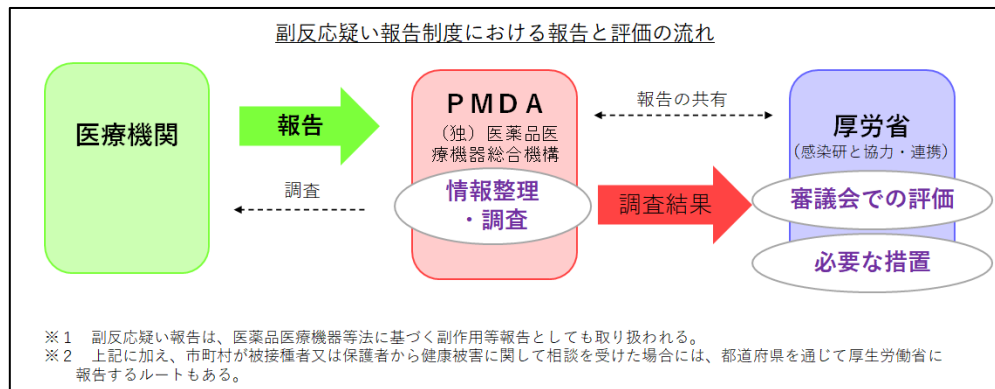 副反応疑い報告制度における報告と評価の流れ
医療機関
報告
調査
PMDA
(独)医薬品医
療機器総合機構
情報整理
・調査
報告の共有
調査結果
厚労省
(感染研と協力・連携)
審議会での評価
必要な措置
※1 副反応疑い報告は、医薬品医療機器等法に基づく副作用等報告としても取り扱われる。
※2 上記に加え、市町村が被接種者又は保護者から健康被害に関して相談を受けた場合には、都道府県を通じて厚生労働省に
報告するルートもある。